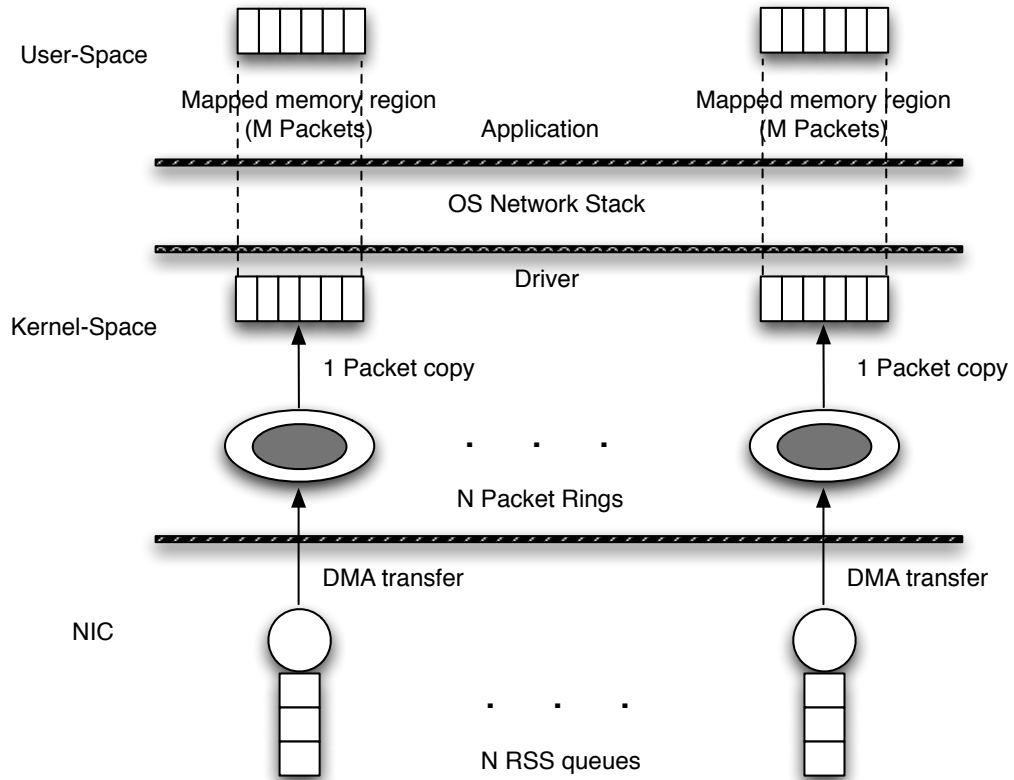 User-Space
Mapped memory region
(M Packets)
Mapped memory region
(M Packets)
Application
OS Network Stack
Driver
Kernel-Space
1 Packet copy
1 Packet copy
N Packet Rings
DMA transfer
DMA transfer
NIC
N RSS queues